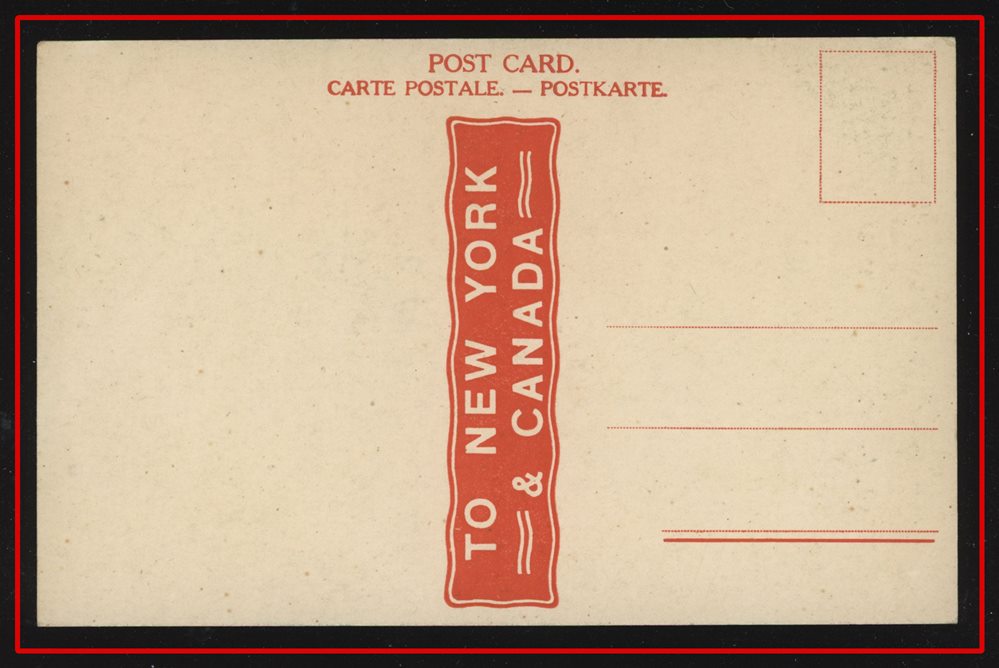 POST CARD.
CARTE POSTALE. — POSTKARTE.
TO NEW YORK
& CANADA